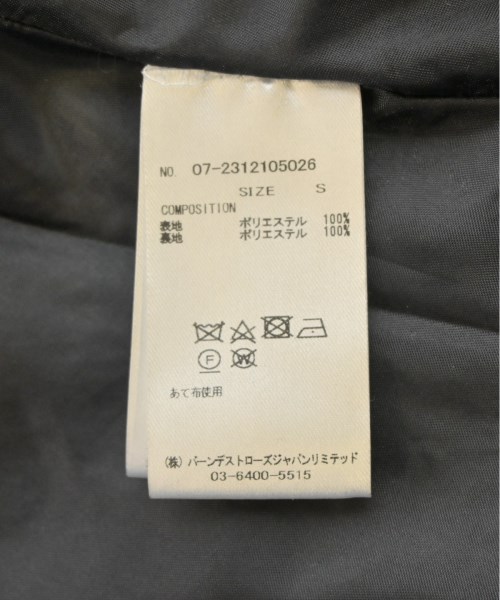 NO. 07-2312105026
SIZE S
COMPOSITION
表地 ポリエステル 100%
裏地 ポリエステル 100%
F W
あて布使用
(株) バーンデストローズジャパンリミテッド
03-6400-5515